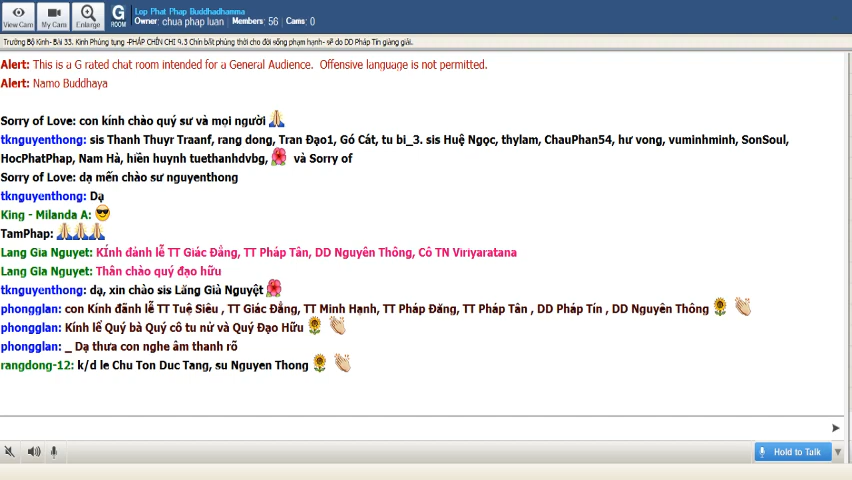 Lop Phat Phap Buddhadhamma
Owner: chua phap luan | Members: 56 | Cams: 0
View Cam
My Cam
Enlarge
G
ROOM
Trường Bộ Kinh- Bài 33. Kinh Phúng tụng -PHÁP CHÍN CHI 9.3 Chín bất phùng thời cho đời sống phạm hạnh- sẽ do DD Pháp Tín giảng giải.
Alert: This is a G rated chat room intended for a General Audience. Offensive language is not permitted.
Alert: Namo Buddhaya
Sorry of Love: con kính chào quý sư và mọi người
tknguyenthong: sis Thanh Thuyr Traanf, rang dong, Tran Đạo1, Gó Cát, tu bi_3. sis Huệ Ngọc, thylam, ChauPhan54, hư vong, vuminhminh, SonSoul,
HocPhatPhap, Nam Hà, hiền huynh tuethanhdvbg, và Sorry of
Sorry of Love: dạ mến chào sư nguyenthong
tknguyenthong: Dạ
King - Milanda A:
TamPhap:
Lang Gia Nguyet: KÍnh đảnh lễ TT Giác Đẳng, TT Pháp Tân, DD Nguyên Thông, Cô TN Viriyaratana
Lang Gia Nguyet: Thân chào quý đạo hữu
tknguyenthong: dạ, xin chào sis Lãng Giả Nguyệt
phongglan: con Kính đãnh lễ TT Tuệ Siêu , TT Giác Đẳng, TT Minh Hạnh, TT Pháp Đăng, TT Pháp Tân , DD Pháp Tín , DD Nguyên Thông
phongglan: Kính lể Quý bà Quý cô tu nử và Quý Đạo Hữu
phongglan: _ Dạ thưa con nghe âm thanh rõ
rangdong-12: k/d le Chu Ton Duc Tang, su Nguyen Thong
Hold to Talk